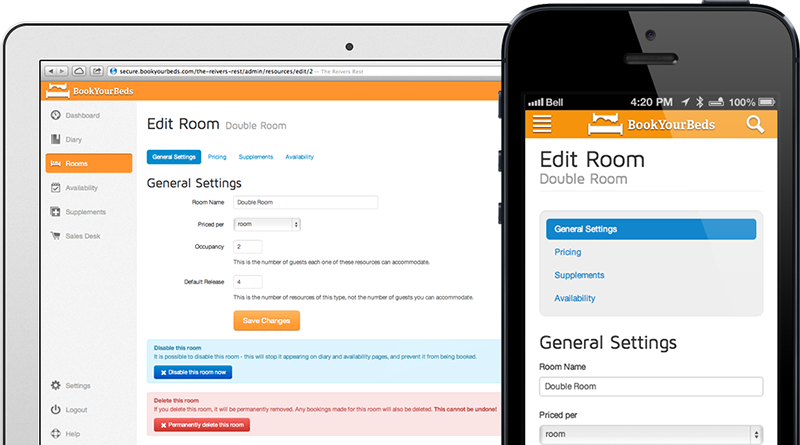 secure.bookyourbeds.com/the-reivers-rest/admin/resources/edit/2 — The Reivers Rest
BookYourBeds
Dashboard
Diary
Rooms
Availability
Supplements
Sales Desk
Settings
Logout
Help
Edit Room Double Room
General Settings Pricing Supplements Availability
General Settings
Room Name Double Room
Priced per room
Occupancy 2
This is the number of guests each one of these resources can accommodate.
Default Release 4
This is the number of resources of this type, not the number of guests you can accommodate.
Save Changes
Disable this room
It is possible to disable this room - this will stop it appearing on diary and availability pages, and prevent it from being booked.
Disable this room now
Delete this room
If you delete this room, it will be permanently removed. Any bookings made for this room will also be deleted. This cannot be undone!
Permanently delete this room
Bell 4:20 PM 100%
BookYourBeds
Edit Room
Double Room
General Settings
Pricing
Supplements
Availability
General Settings
Room Name
Double Room
Priced per
room